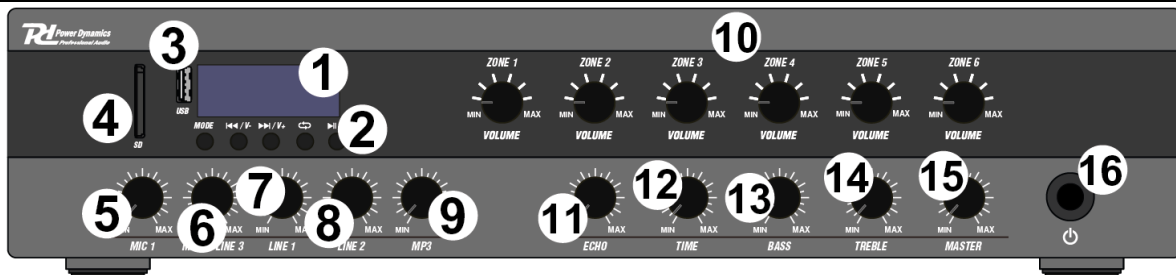 Power Dynamics
Professional Audio
3
1
10
4
2
USB
SD
MODE |◀◀ / V- ▶▶| / V+ ▶||
ZONE 1 ZONE 2 ZONE 3 ZONE 4 ZONE 5 ZONE 6
MIN MAX MIN MAX MIN MAX MIN MAX MIN MAX MIN MAX
VOLUME VOLUME VOLUME VOLUME VOLUME VOLUME
5 6 7 8 9 11 12 13 14 15 16
MAX MAX MIN MAX MIN MIN MAX MIN MAX MIN MAX MIN MAX
MIC 1 LINE 3 LINE 1 LINE 2 MP3 ECHO TIME BASS TREBLE MASTER